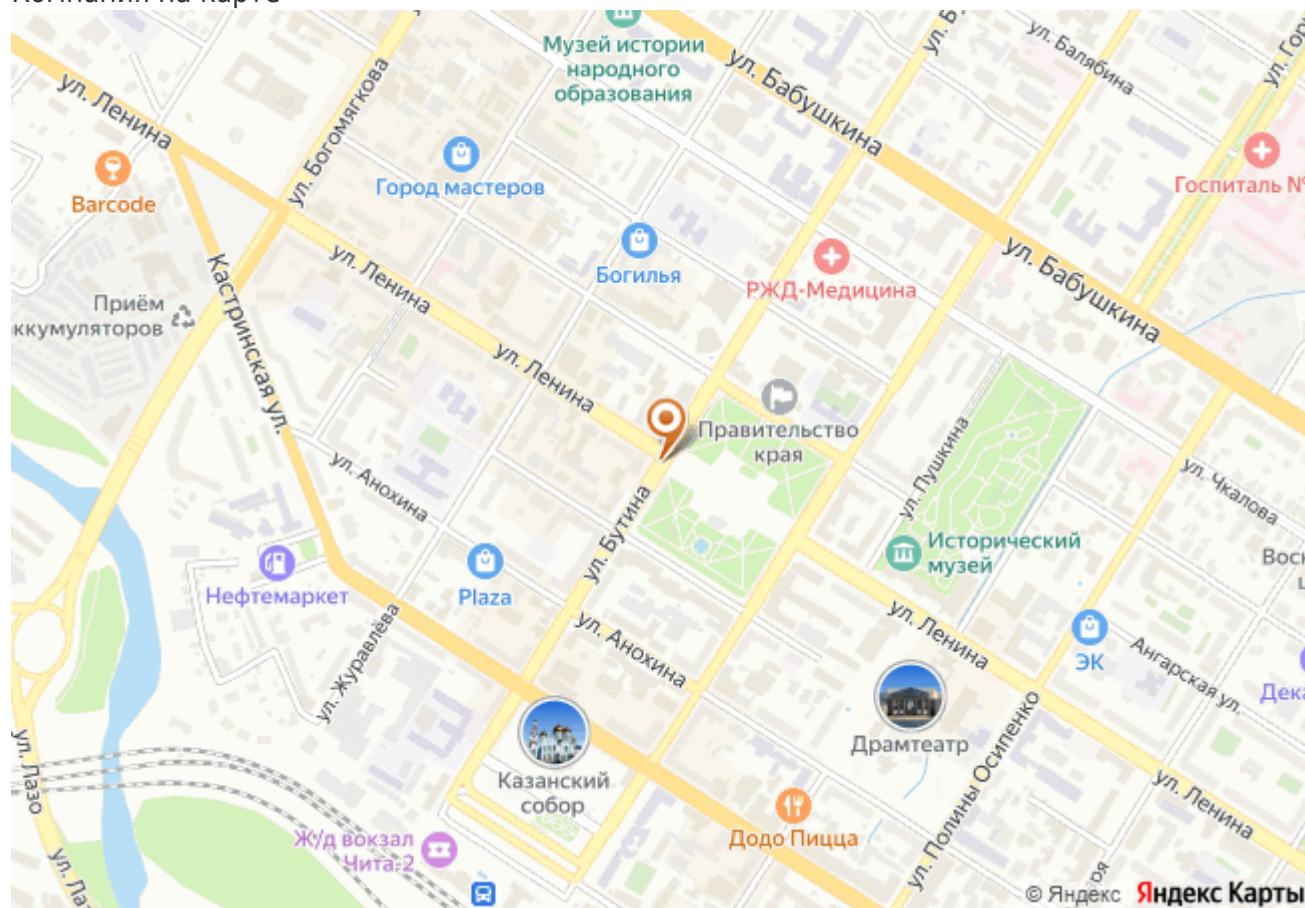 Компания на карте
Музей истории
народного
образования
ул. Балябина
ул. Бабушкина
ул. Ленина
ул. Богомягкова
Barcode
Город мастеров
Госпиталь №
ул. Ленина
Богилья
РЖД-Медицина
ул. Бабушкина
Кастринская ул.
Приём
ккумуляторов
ул. Ленина
Правительство
края
ул. Пушкина
ул. Чкалова
ул. Анохина
ул. Бутина
Исторический
музей
Нефтемаркет
Plaza
ул. Журавлёва
ул. Анохина
ул. Ленина
ЭК
Ангарская ул.
Драмтеатр
ул. Полины Осипенко
ул. Лазо
Казанский
собор
ул. Ленина
Додо Пицца
Ж/д вокзал
Чита-2
© Яндекс Яндекс Карты